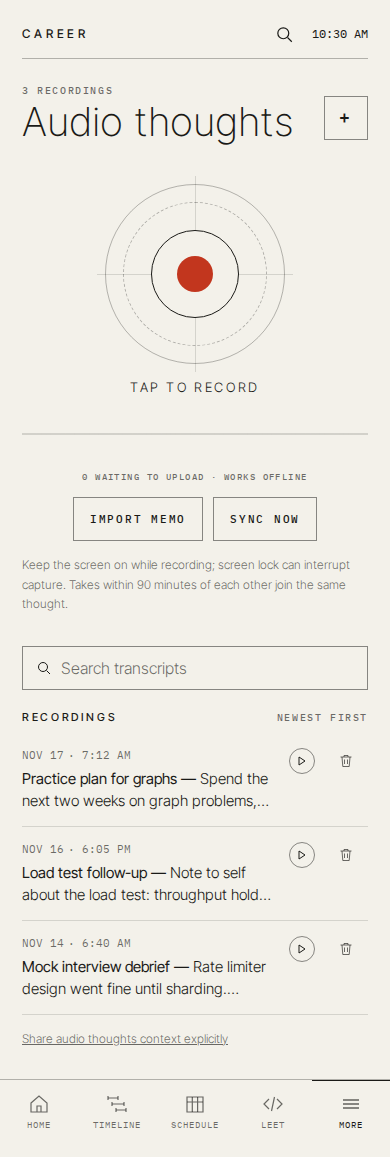 CAREER
10:30 AM
3 RECORDINGS
Audio thoughts
+
TAP TO RECORD
0 WAITING TO UPLOAD · WORKS OFFLINE
IMPORT MEMO
SYNC NOW
Keep the screen on while recording; screen lock can interrupt
capture. Takes within 90 minutes of each other join the same
thought.
Search transcripts
RECORDINGS
NEWEST FIRST
NOV 17 · 7:12 AM
Practice plan for graphs — Spend the
next two weeks on graph problems,...
NOV 16 · 6:05 PM
Load test follow-up — Note to self
about the load test: throughput hold...
NOV 14 · 6:40 AM
Mock interview debrief — Rate limiter
design went fine until sharding....
Share audio thoughts context explicitly
HOME
TIMELINE
SCHEDULE
LEET
MORE